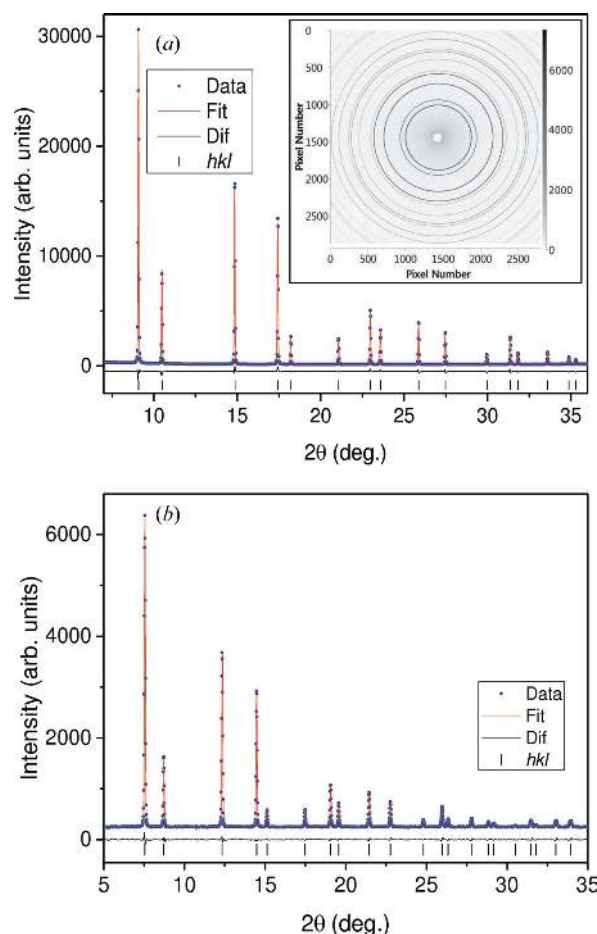 (a)
30000
20000
10000
0
Intensity (arb. units)
Data
Fit
Dif
hkl
0
500
1000
1500
2000
2500
Pixel Number
0 500 1000 1500 2000 2500
Pixel Number
6000
4000
2000
0
10 15 20 25 30 35
2θ (deg.)
(b)
6000
4000
2000
0
Intensity (arb. units)
Data
Fit
Dif
hkl
5 10 15 20 25 30 35
2θ (deg.)